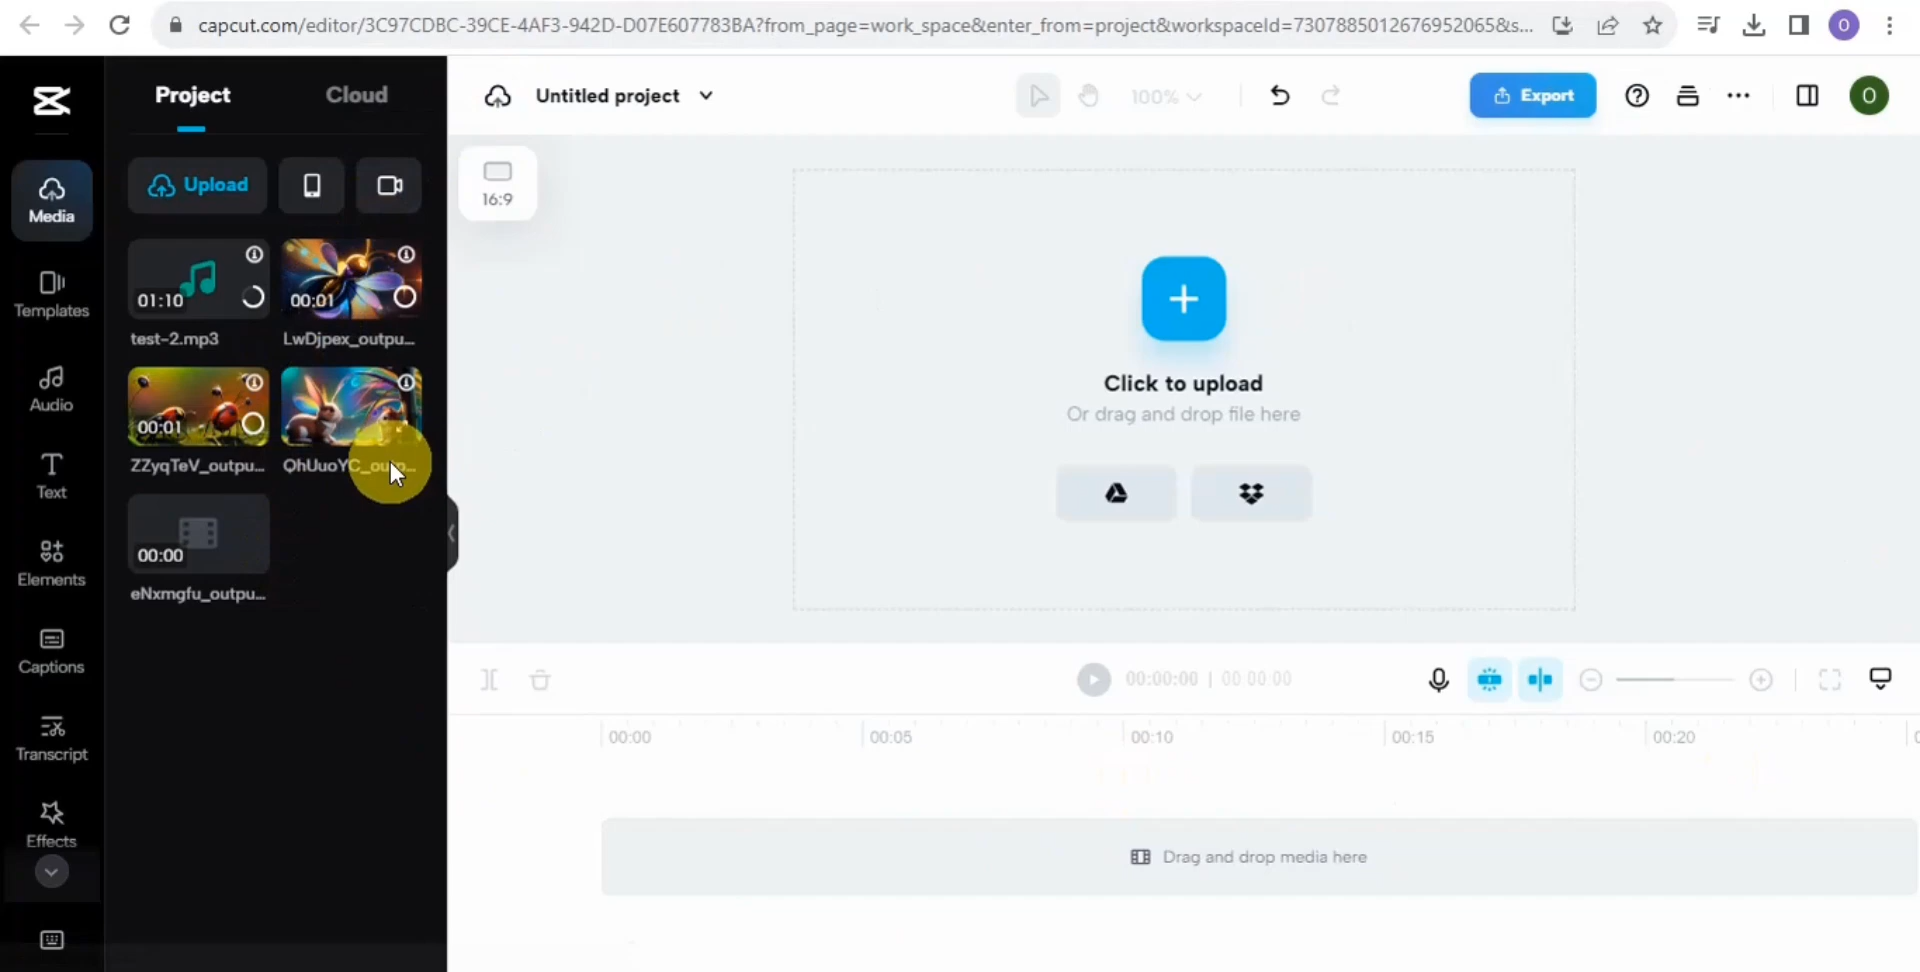 capcut.com/editor/3C97CDBC-39CE-4AF3-942D-D07E607783BA?from_page=work_space&enter_from=project&workspaceId=7307885012676952065&s...
O
Project
Cloud
Untitled project
100%
Export
O
Upload
16:9
Media
Templates
Audio
Text
Elements
Captions
Transcript
Effects
01:10
test-2.mp3
00:01
LwDjpex_outpu...
00:01
ZZyqTeV_outpu...
QhUuoYC_outp...
00:00
eNxmgfu_outpu...
Click to upload
Or drag and drop file here
00:00:00 | 00:00:00
00:00
00:05
00:10
00:15
00:20
Drag and drop media here